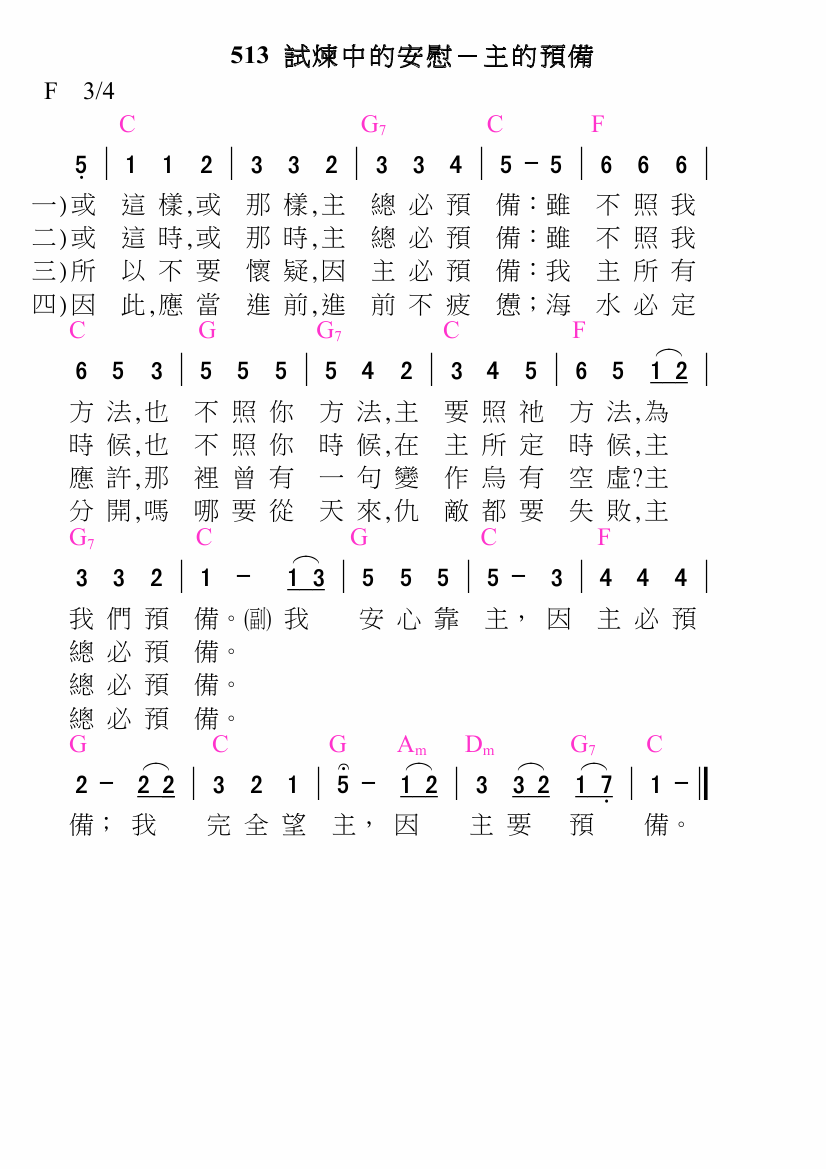 513 試煉中的安慰－主的預備
F 3/4
C G7 C F
5 | 1 1 2 | 3 3 2 | 3 3 4 | 5 - 5 | 6 6 6 |
一)或 這 樣,或 那 樣,主 總 必 預 備：雖 不 照 我
二)或 這 時,或 那 時,主 總 必 預 備：雖 不 照 我
三)所 以 不 要 懷 疑,因 主 必 預 備：我 主 所 有
四)因 此,應 當 進 前,進 前 不 疲 憊；海 水 必 定
C G G7 C F
6 5 3 | 5 5 5 | 5 4 2 | 3 4 5 | 6 5 1 2 |
方 法,也 不 照 你 方 法,主 要 照 祂 方 法,為
時 候,也 不 照 你 時 候,在 主 所 定 時 候,主
應 許,那 裡 曾 有 一 句 變 作 烏 有 空 虛?主
分 開,嗎 哪 要 從 天 來,仇 敵 都 要 失 敗,主
G7 C G C F
3 3 2 | 1 - 1 3 | 5 5 5 | 5 - 3 | 4 4 4 |
我 們 預 備。(副) 我 安 心 靠 主， 因 主 必 預
總 必 預 備。
總 必 預 備。
總 必 預 備。
G C G Am Dm G7 C
2 - 2 2 | 3 2 1 | 5 - 1 2 | 3 3 2 1 7 | 1 - ||
備； 我 完 全 望 主， 因 主 要 預 備。